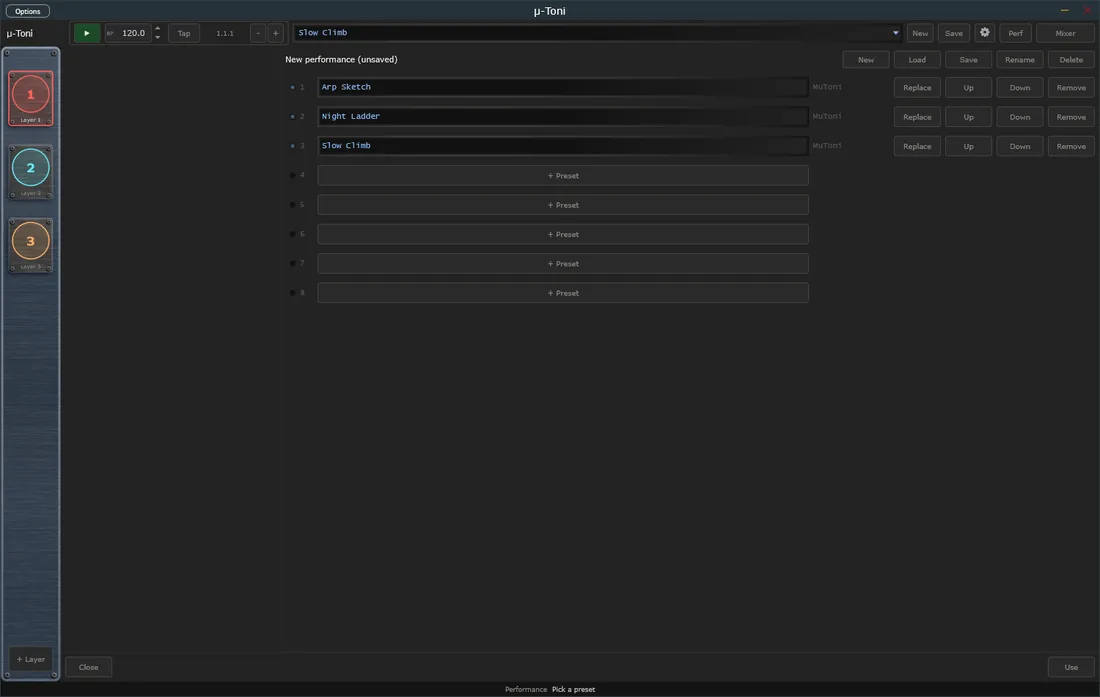 Options
µ-Toni
µ-Toni
BP 120.0 Tap 1.1.1 - + Slow Climb New Save Perf Mixer
New performance (unsaved) New Load Save Rename Delete
1 Arp Sketch MuToni Replace Up Down Remove
2 Night Ladder MuToni Replace Up Down Remove
3 Slow Climb MuToni Replace Up Down Remove
4 + Preset
5 + Preset
6 + Preset
7 + Preset
8 + Preset
1
Layer 1
2
Layer 2
3
Layer 3
+ Layer
Close Use
Performance Pick a preset